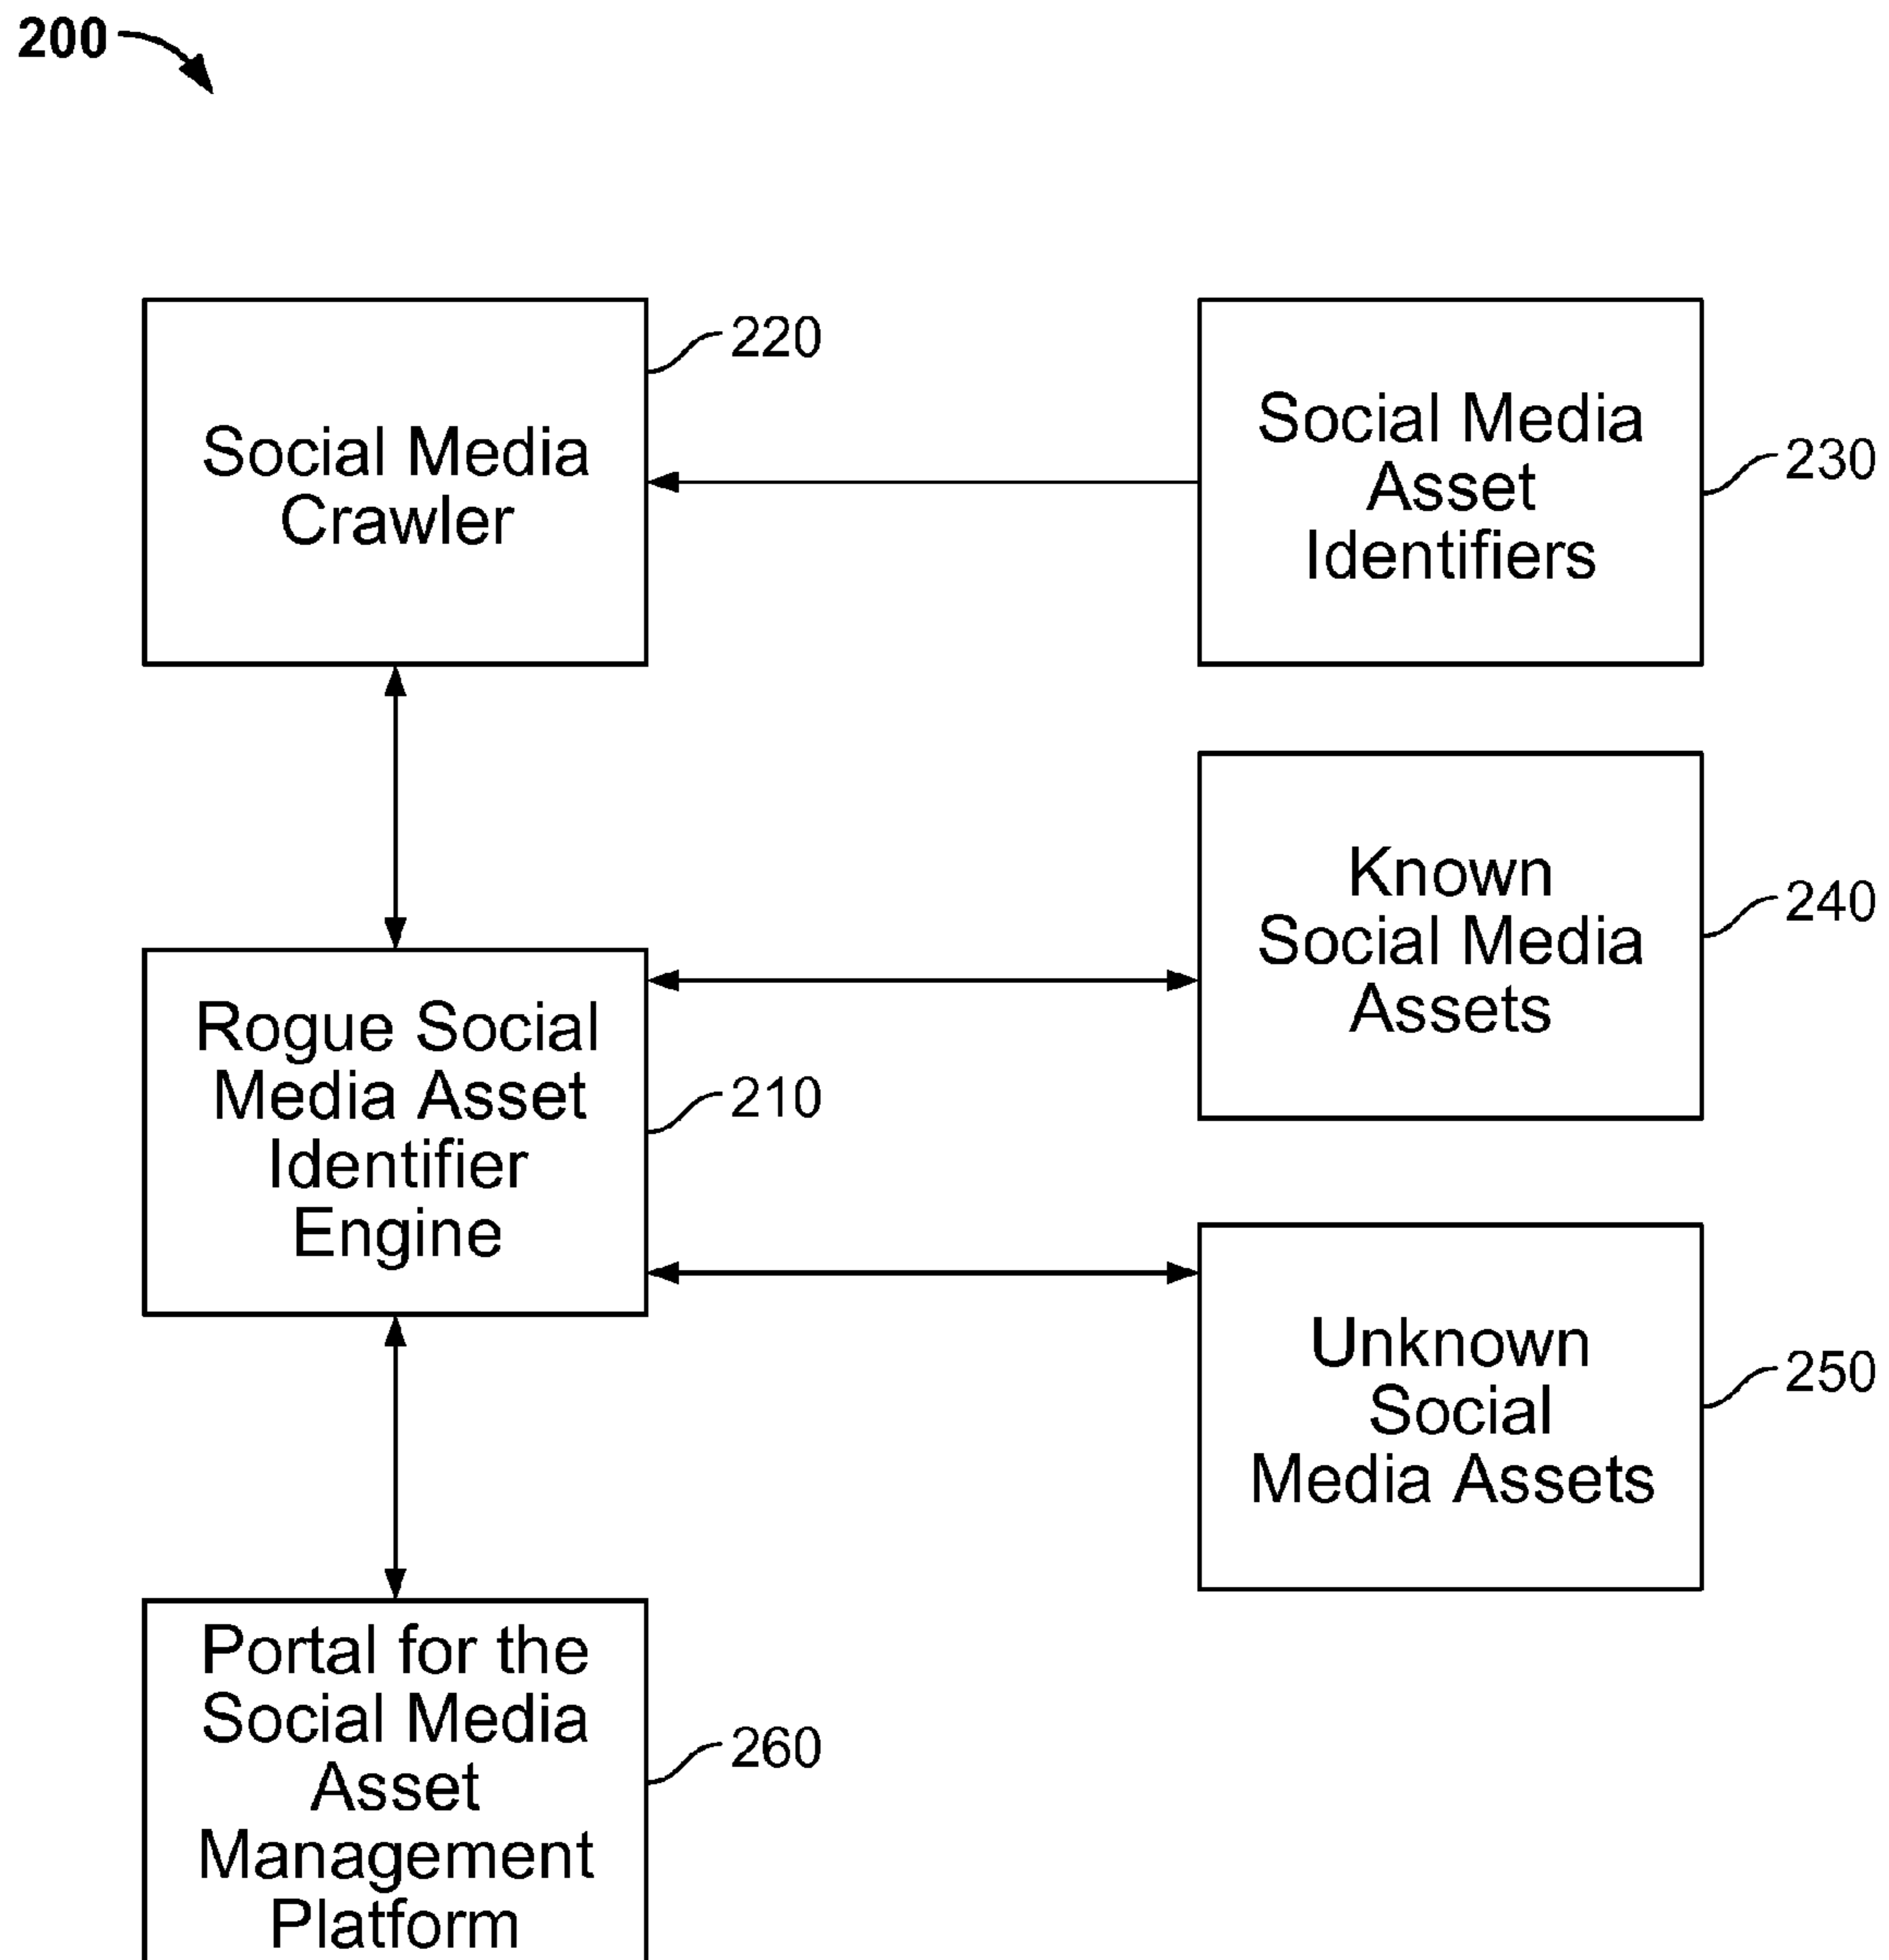 200
Social Media
Crawler
220
Social Media
Asset
Identifiers
230
Known
Social Media
Assets
240
Rogue Social
Media Asset
Identifier
Engine
210
Unknown
Social
Media Assets
250
Portal for the
Social Media
Asset
Management
Platform
260